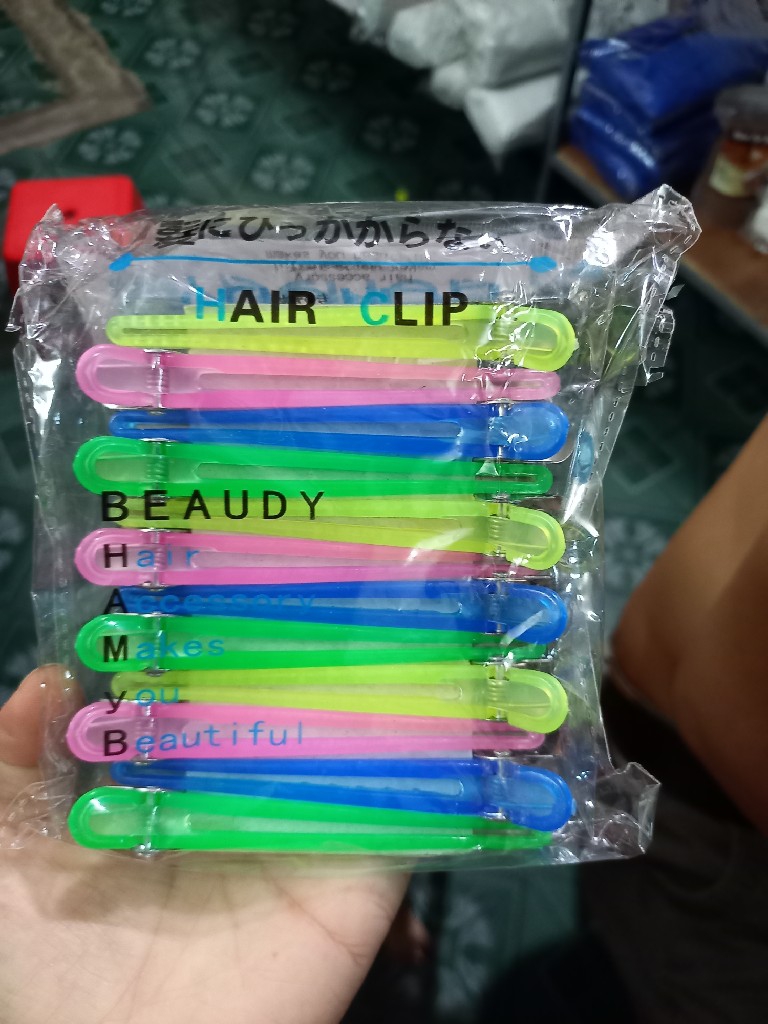 髪にひっかからない
HAIR CLIP
BEAUDY
Hair
Accessory
Makes
you
Beautiful